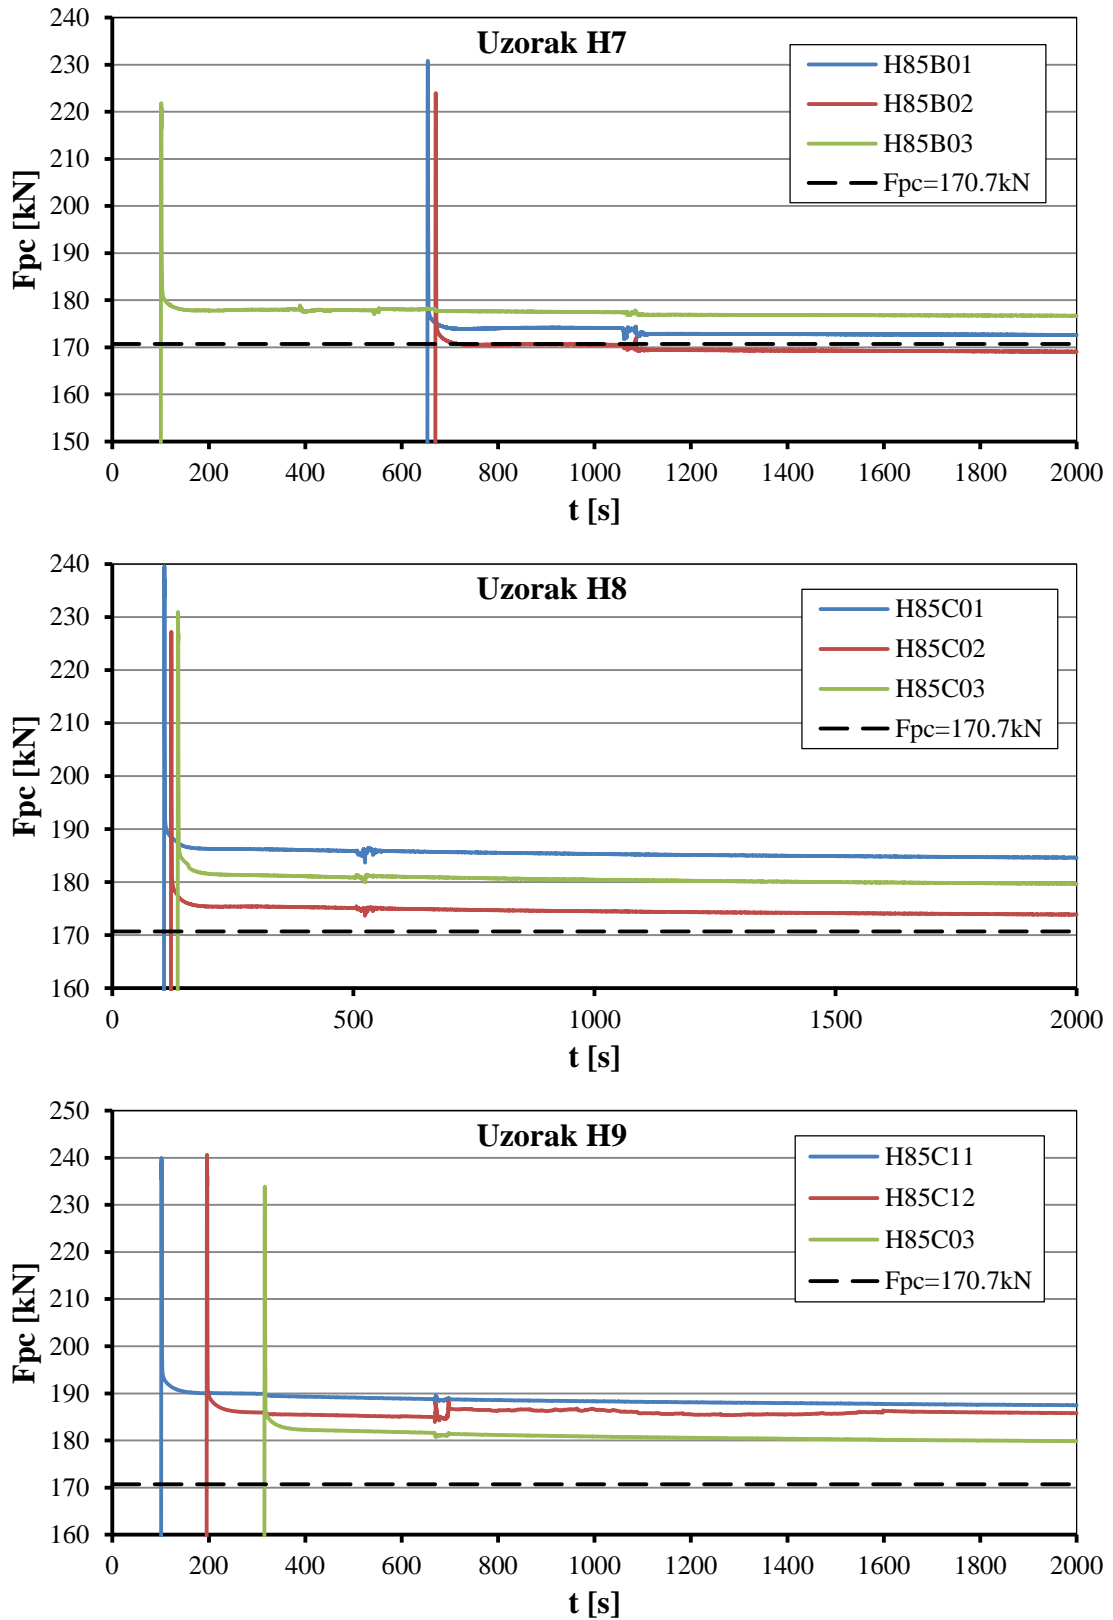 Uzorak H7
Fpc [kN]
240
230
220
210
200
190
180
170
160
150
H85B01
H85B02
H85B03
Fpc=170.7kN
0 200 400 600 800 1000 1200 1400 1600 1800 2000
t [s]
Uzorak H8
Fpc [kN]
240
230
220
210
200
190
180
170
160
H85C01
H85C02
H85C03
Fpc=170.7kN
0 500 1000 1500 2000
t [s]
Uzorak H9
Fpc [kN]
250
240
230
220
210
200
190
180
170
160
H85C11
H85C12
H85C03
Fpc=170.7kN
0 200 400 600 800 1000 1200 1400 1600 1800 2000
t [s]